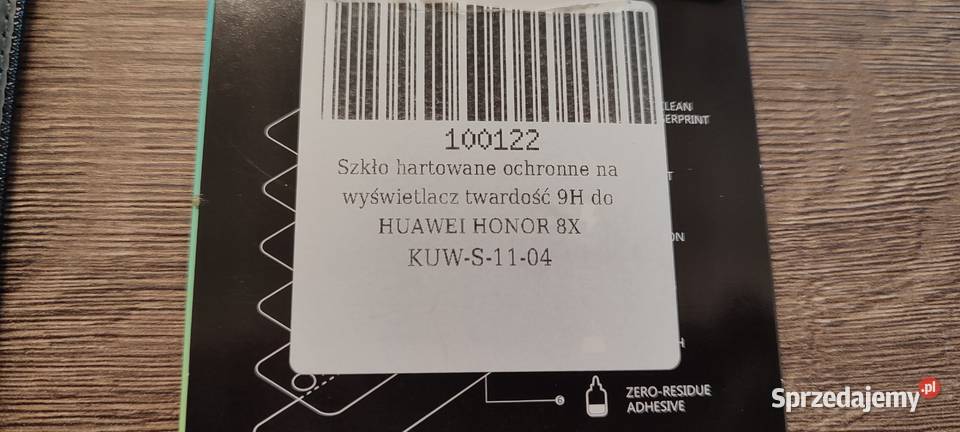 100122
Szkło hartowane ochronne na
wyświetlacz twardość 9H do
HUAWEI HONOR 8X
KUW-S-11-04
6
ZERO-RESIDUE
ADHESIVE
Sprzedajemy.pl